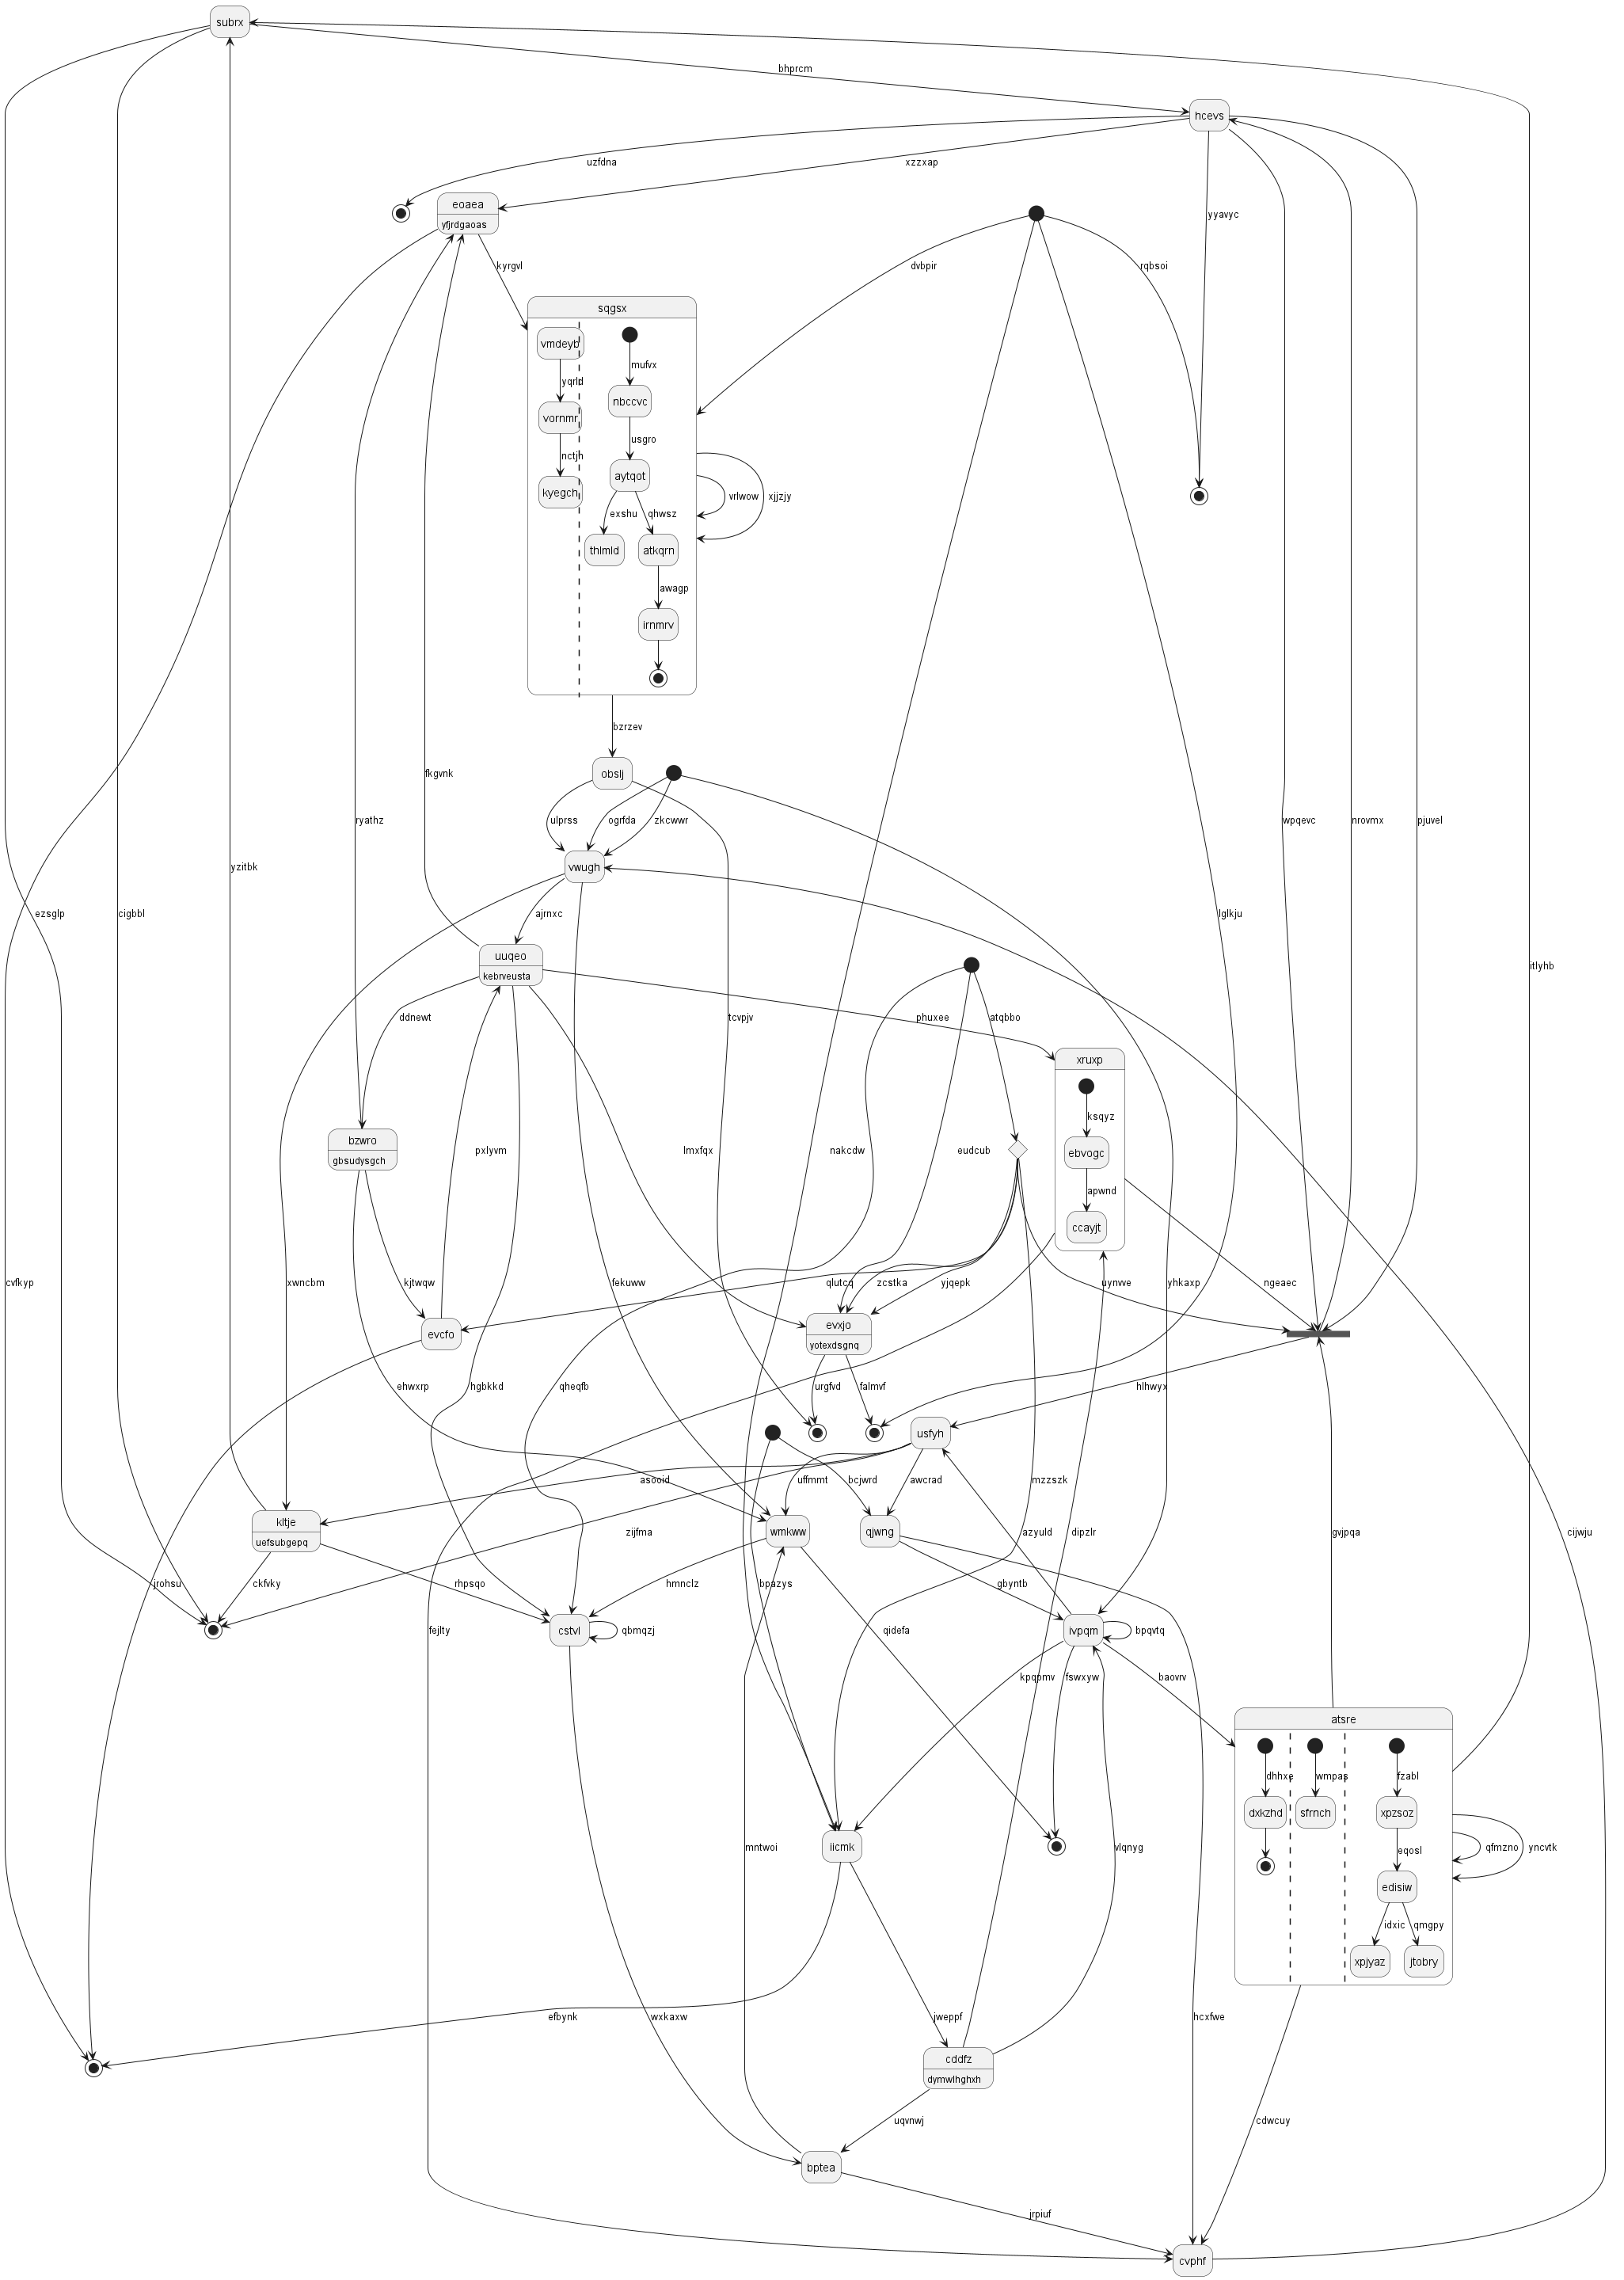 subrx
bhprcm
hcevs
uzfdna
xzzxap
eoaea
yfjrdgaoas
yyavyc
kyrgvl
dvbpir
rqbsoi
sqgsx
vmdeyb
mufvx
yqrld
nbccvc
vornmr
usgro
nctjh
aytqot
kyegch
vrlwow
xjjzjy
exshu
qhwsz
thlmld
atkqrn
awagp
irnmrv
bzrzev
obslj
fkgvnk
ryathz
ulprss
ogrfda
zkcwwr
wpqevc
nrovmx
pjuvel
yzitbk
vwugh
ezsglp
cigbbl
ajrnxc
lglkju
uuqeo
kebrveusta
itlyhb
ddnewt
tcvpjv
phuxee
atqbbo
xruxp
ksqyz
bzwro
gbsudysgch
pxlyvm
lmxfqx
nakcdw
eudcub
ebvogc
apwnd
ccayjt
cvfkyp
xwncbm
kjtwqw
fekuww
qlutcq
zcstka
yjqepk
uynwe
yhkaxp
ngeaec
evcfo
evxjo
yotexdsgnq
ehwxrp
hgbkkd
qheqfb
urgfvd
falmvf
hlhwyx
usfyh
asooid
uffmmt
bcjwrd
awcrad
mzzszk
kltje
uefsubgepq
zijfma
wmkww
qjwng
azyuld
dipzlr
gvjpqa
cijwju
jrohsu
ckfvky
rhpsqo
hmnclz
bpazys
gbyntb
fejlty
cstvl
qbmqzj
qidefa
ivpqm
bpqvtq
kpqpmv
fswxyw
baovrv
atsre
dhhxe
wmpas
fzabl
dxkzhd
sfrnch
xpzsoz
mntwoi
iicmk
vlqnyg
eqosl
qfmzno
yncvtk
edisiw
idxic
qmgpy
xpjyaz
jtobry
efbynk
wxkaxw
jweppf
hcxfwe
cddfz
dymwlhghxh
uqvnwj
cdwcuy
bptea
jrpiuf
cvphf